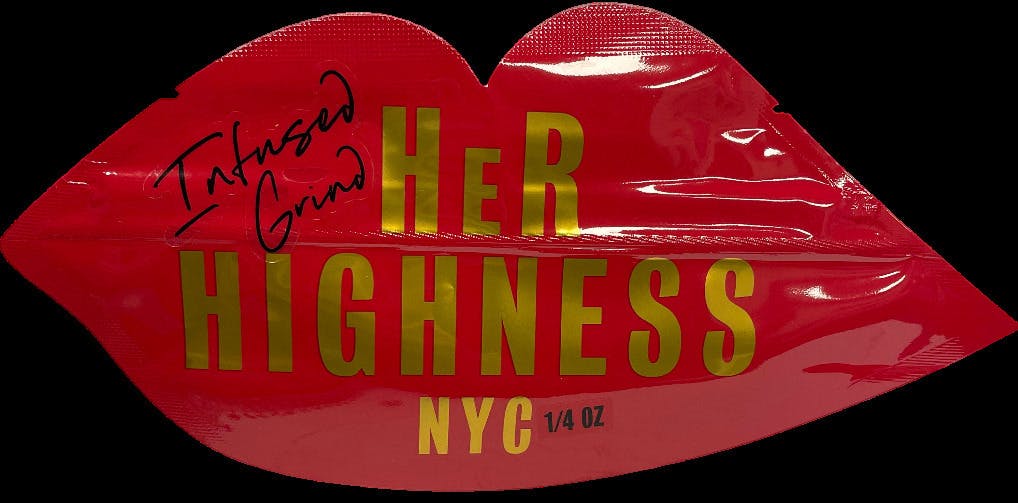 Infused
Grind
HER
HIGHNESS
NYC 1/4 OZ